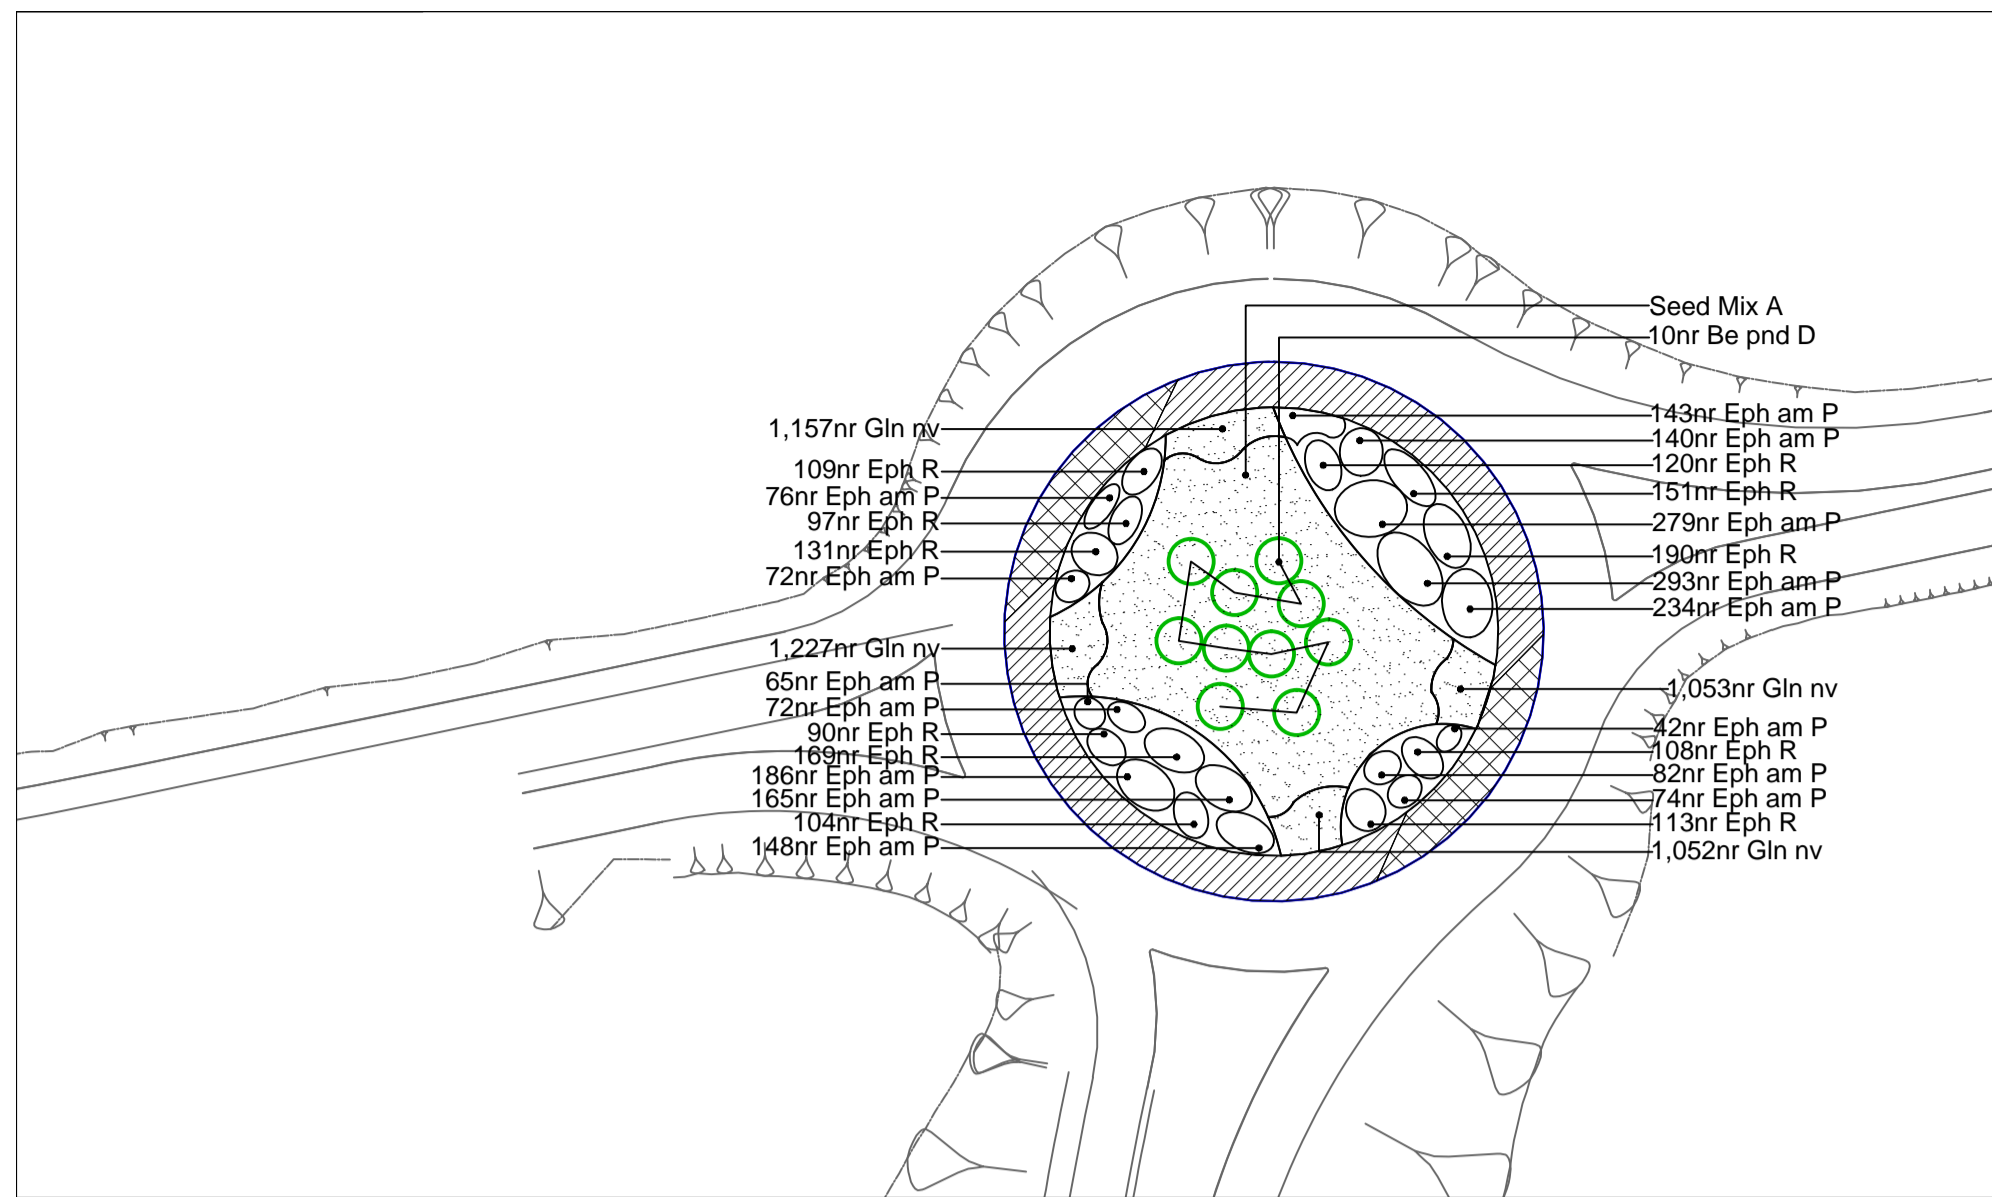 Seed Mix A
10nr Be pnd D
1,157nr Gln nv
109nr Eph R
76nr Eph am P
97nr Eph R
131nr Eph R
72nr Eph am P
1,227nr Gln nv
65nr Eph am P
72nr Eph am P
90nr Eph R
169nr Eph R
186nr Eph am P
165nr Eph am P
104nr Eph R
148nr Eph am P
143nr Eph am P
140nr Eph am P
120nr Eph R
151nr Eph R
279nr Eph am P
190nr Eph R
293nr Eph am P
234nr Eph am P
1,053nr Gln nv
42nr Eph am P
108nr Eph R
82nr Eph am P
74nr Eph am P
113nr Eph R
1,052nr Gln nv